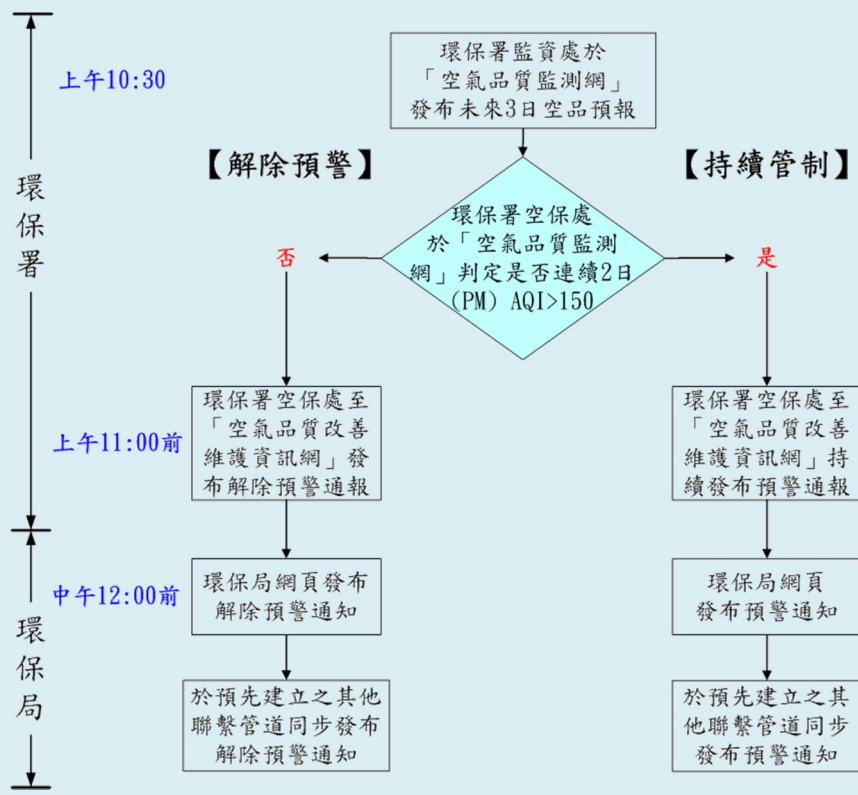 環保署監資處於
「空氣品質監測網」
發布未來3日空品預報
上午10:30
【解除預警】
【持續管制】
環保署空保處
於「空氣品質監測
網」判定是否連續2日
(PM) AQI>150
否
是
環保署
環保署空保處至
「空氣品質改善
維護資訊網」發
布解除預警通報
環保署空保處至
「空氣品質改善
維護資訊網」持
續發布預警通報
上午11:00前
中午12:00前
環保局網頁發布
解除預警通知
環保局網頁
發布預警通知
環保局
於預先建立之其他
聯繫管道同步發布
解除預警通知
於預先建立之其
他聯繫管道同步
發布預警通知